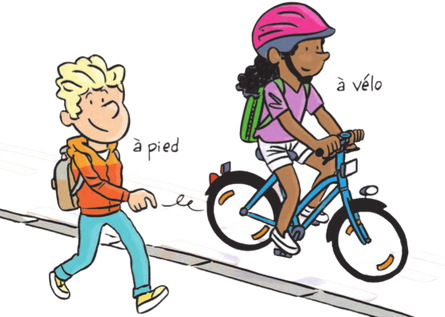 à vélo
à pied